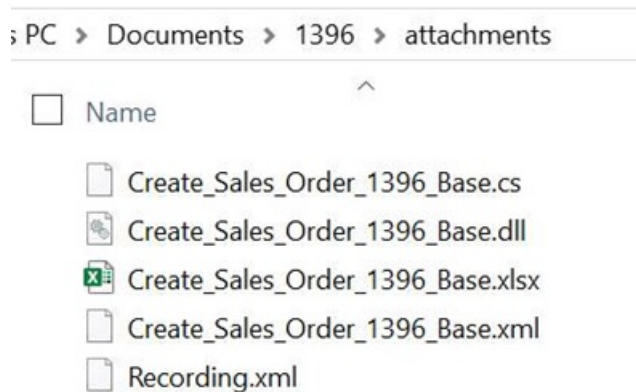 s PC > Documents > 1396 > attachments
Name
Create_Sales_Order_1396_Base.cs
Create_Sales_Order_1396_Base.dll
Create_Sales_Order_1396_Base.xlsx
Create_Sales_Order_1396_Base.xml
Recording.xml